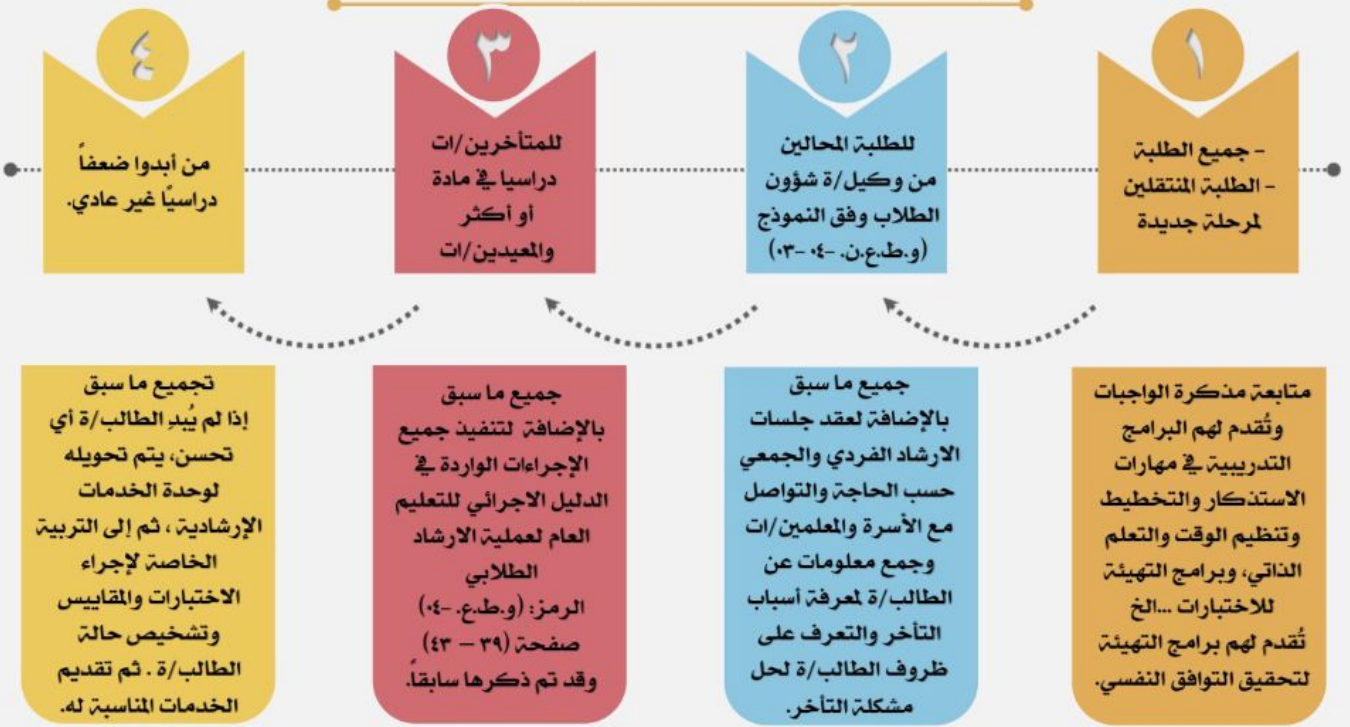 ١
- جميع الطلبة
- الطلبة المنتقلين
لمرحلة جديدة
٢
للطلبة المحالين
من وكيل/ة شؤون
الطلاب وفق النموذج
(و.ط.ع.ن. -٠٤ -٠٣)
٣
للمتأخرين/ات
دراسيا في مادة
أو أكثر
والمعيدين/ات
٤
من أبدوا ضعفاً
دراسيًا غير عادي.
متابعة مذكرة الواجبات
وتُقدم لهم البرامج
التدريبية في مهارات
الاستذكار والتخطيط
وتنظيم الوقت والتعلم
الذاتي، وبرامج التهيئة
للاختبارات ...الخ
تُقدم لهم برامج التهيئة
لتحقيق التوافق النفسي.
جميع ما سبق
بالإضافة لعقد جلسات
الارشاد الفردي والجمعي
حسب الحاجة والتواصل
مع الأسرة والمعلمين/ات
وجمع معلومات عن
الطالب/ة لمعرفة أسباب
التأخر والتعرف على
ظروف الطالب/ة لحل
مشكلة التأخر.
جميع ما سبق
بالإضافة لتنفيذ جميع
الإجراءات الواردة في
الدليل الاجرائي للتعليم
العام لعملية الارشاد
الطلابي
الرمز: (و.ط.ع. -٠٤)
صفحة (٣٩ – ٤٣)
وقد تم ذكرها سابقاً.
تجميع ما سبق
إذا لم يُبدِ الطالب/ة أي
تحسن، يتم تحويله
لوحدة الخدمات
الإرشادية ، ثم إلى التربية
الخاصة لإجراء
الاختبارات والمقاييس
وتشخيص حالة
الطالب/ة . ثم تقديم
الخدمات المناسبة له.